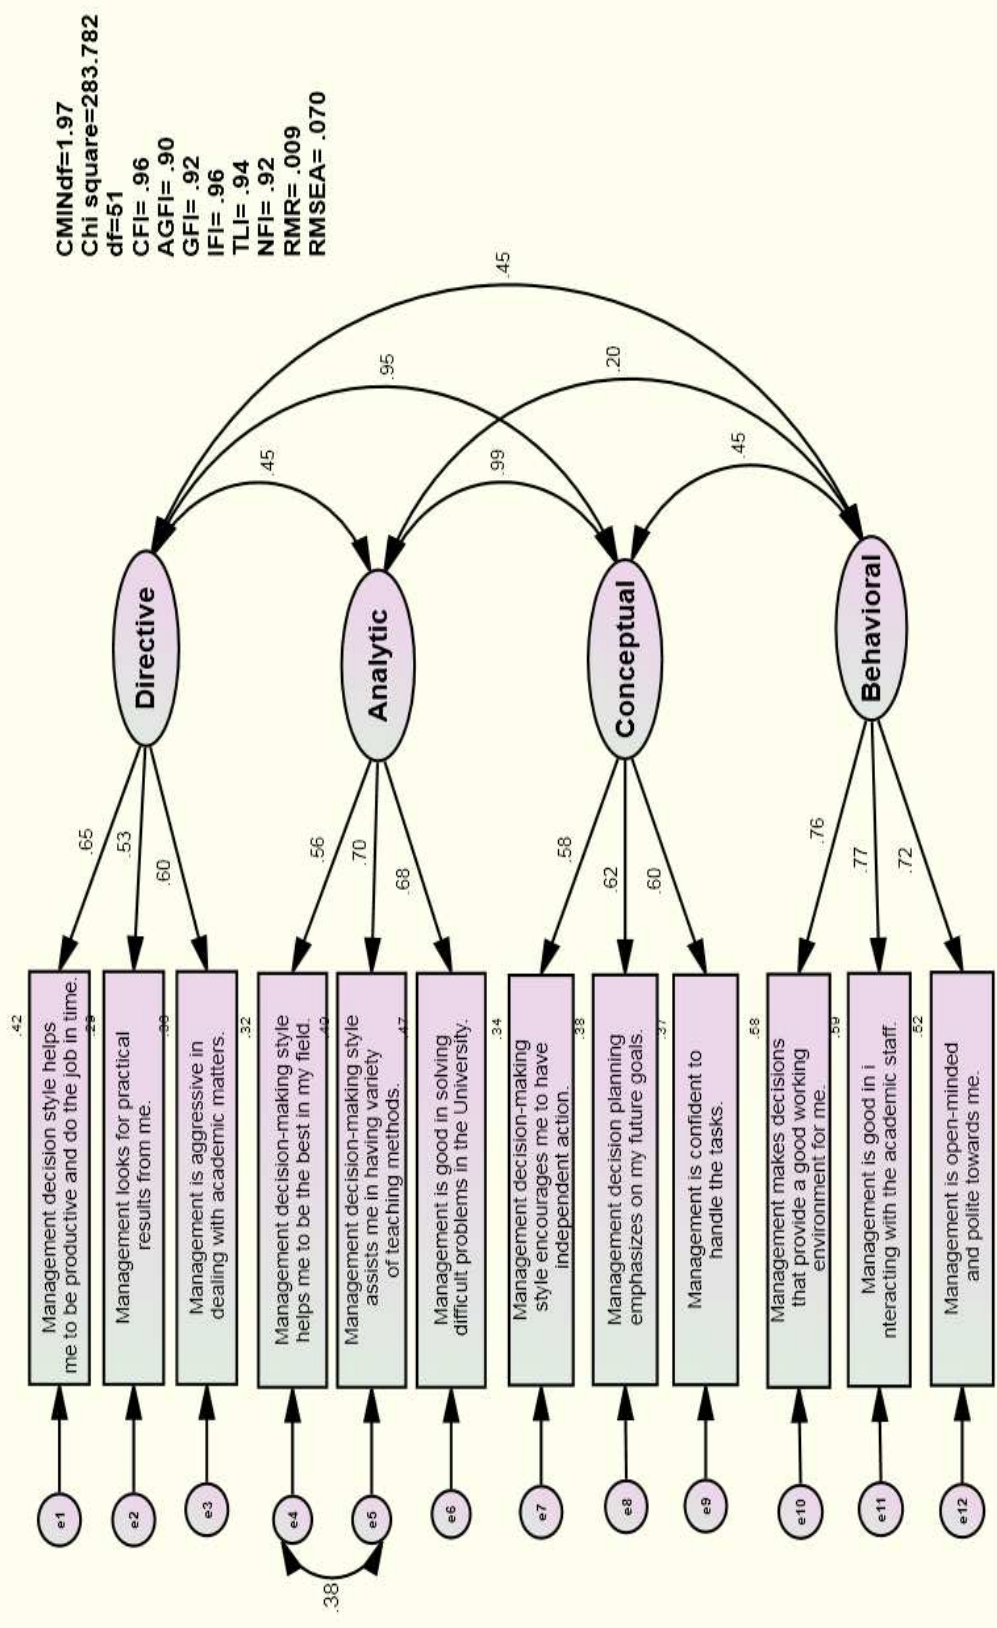 CMINdf=1.97
Chi square=283.782
df=51
CFI= .96
AGFI= .90
GFI= .92
IFI= .96
TLI= .94
NFI= .92
RMR= .009
RMSEA= .070
.42
Management decision style helps
me to be productive and do the job in time.
e1
.65
.29
Management looks for practical
results from me.
e2
.53
Management is aggressive in
dealing with academic matters.
e3
.60
Directive
.32
Management decision-making style
helps me to be the best in my field.
e4
.56
.49
Management decision-making style
assists me in having variety
of teaching methods.
e5
.70
.47
Management is good in solving
difficult problems in the University.
e6
.68
.38
Analytic
.34
Management decision-making
style encourages me to have
independent action.
e7
.58
.38
Management decision planning
emphasizes on my future goals.
e8
.62
.37
Management is confident to
handle the tasks.
e9
.60
Conceptual
.58
Management makes decisions
that provide a good working
environment for me.
e10
.76
.59
Management is good in i
nteracting with the academic staff.
e11
.77
.52
Management is open-minded
and polite towards me.
e12
.72
Behavioral
.45
.95
.45
.99
.20
.45